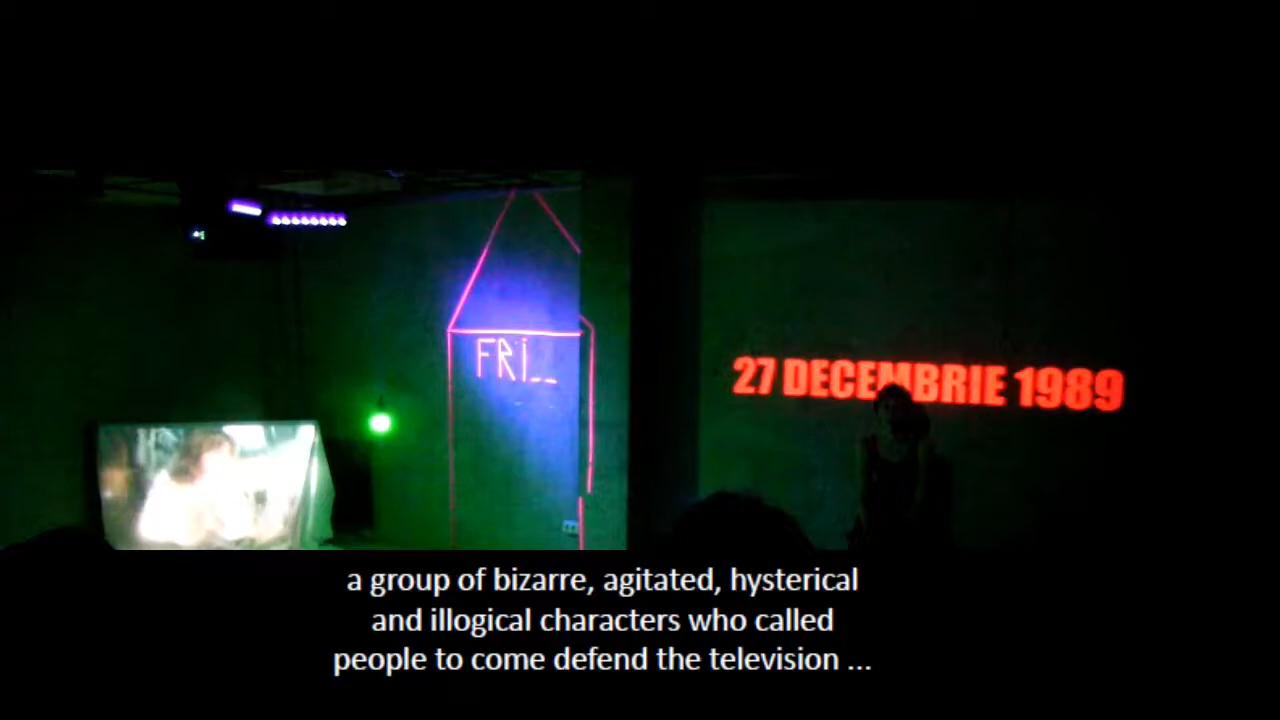 FRI__
27 DECEMBRIE 1989
a group of bizarre, agitated, hysterical
and illogical characters who called
people to come defend the television ...